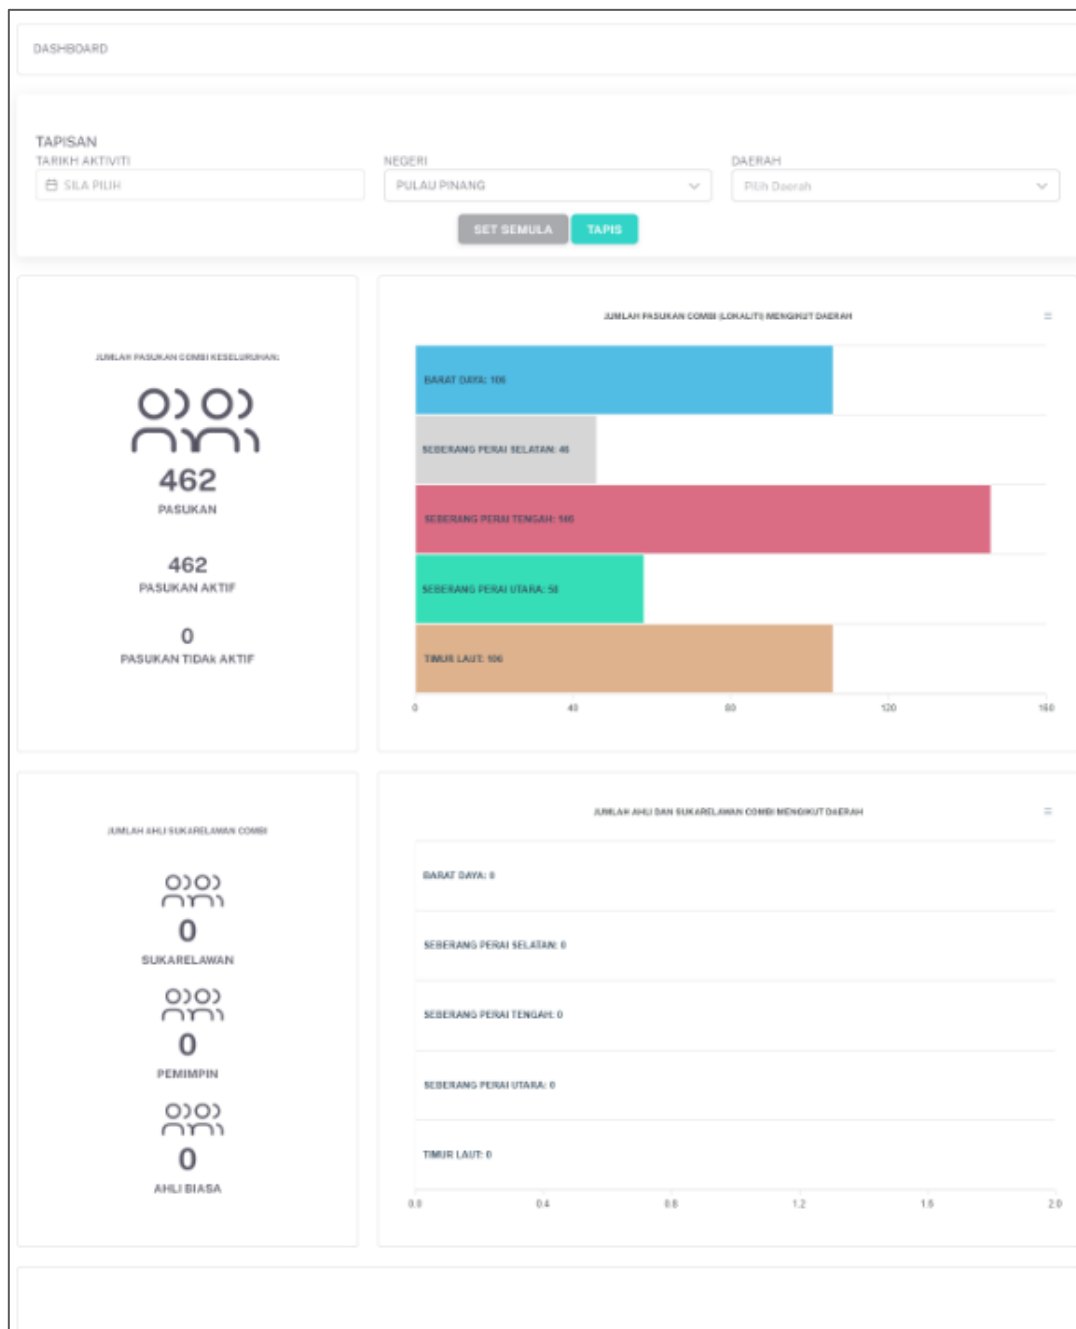 DASHBOARD
TAPISAN
TARIKH AKTIVITI
SILA PILIH
NEGERI
PULAU PINANG
DAERAH
Pilih Daerah
SET SEMULA
TAPIS
JUMLAH PASUKAN COMBI KESELURUHAN:
462
PASUKAN
462
PASUKAN AKTIF
0
PASUKAN TIDAk AKTIF
JUMLAH PASUKAN COMBI (LOKALITI) MENGIKUT DAERAH
BARAT DAYA: 106
SEBERANG PERAI SELATAN: 46
SEBERANG PERAI TENGAH: 146
SEBERANG PERAI UTARA: 58
TIMUR LAUT: 106
0 40 80 120 160
JUMLAH AHLI SUKARELAWAN COMBI
0
SUKARELAWAN
0
PEMIMPIN
0
AHLI BIASA
JUMLAH AHLI DAN SUKARELAWAN COMBI MENGIKUT DAERAH
BARAT DAYA: 0
SEBERANG PERAI SELATAN: 0
SEBERANG PERAI TENGAH: 0
SEBERANG PERAI UTARA: 0
TIMUR LAUT: 0
0.0 0.4 0.8 1.2 1.6 2.0